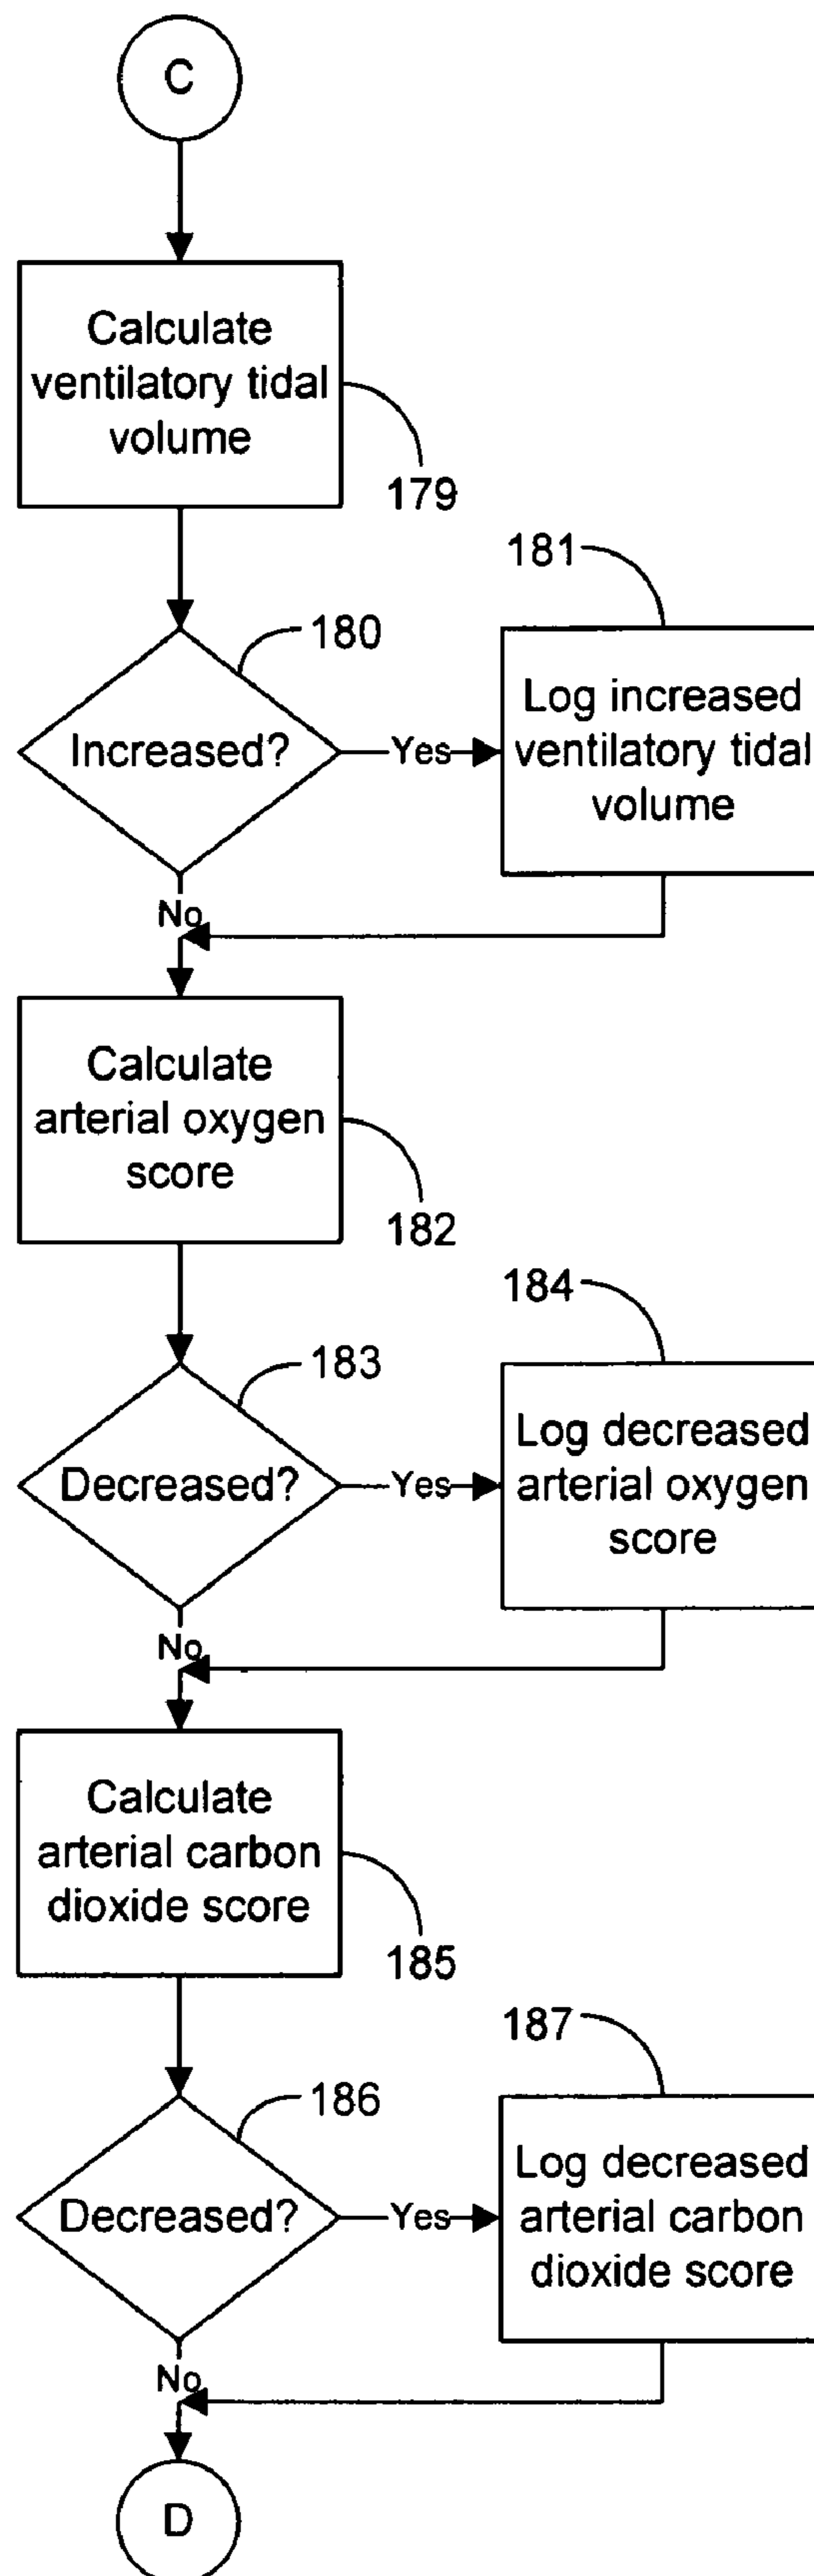 C
Calculate
ventilatory tidal
volume
179
181
180
Increased?
Yes
Log increased
ventilatory tidal
volume
No
Calculate
arterial oxygen
score
182
184
183
Decreased?
Yes
Log decreased
arterial oxygen
score
No
Calculate
arterial carbon
dioxide score
185
187
186
Decreased?
Yes
Log decreased
arterial carbon
dioxide score
No
D